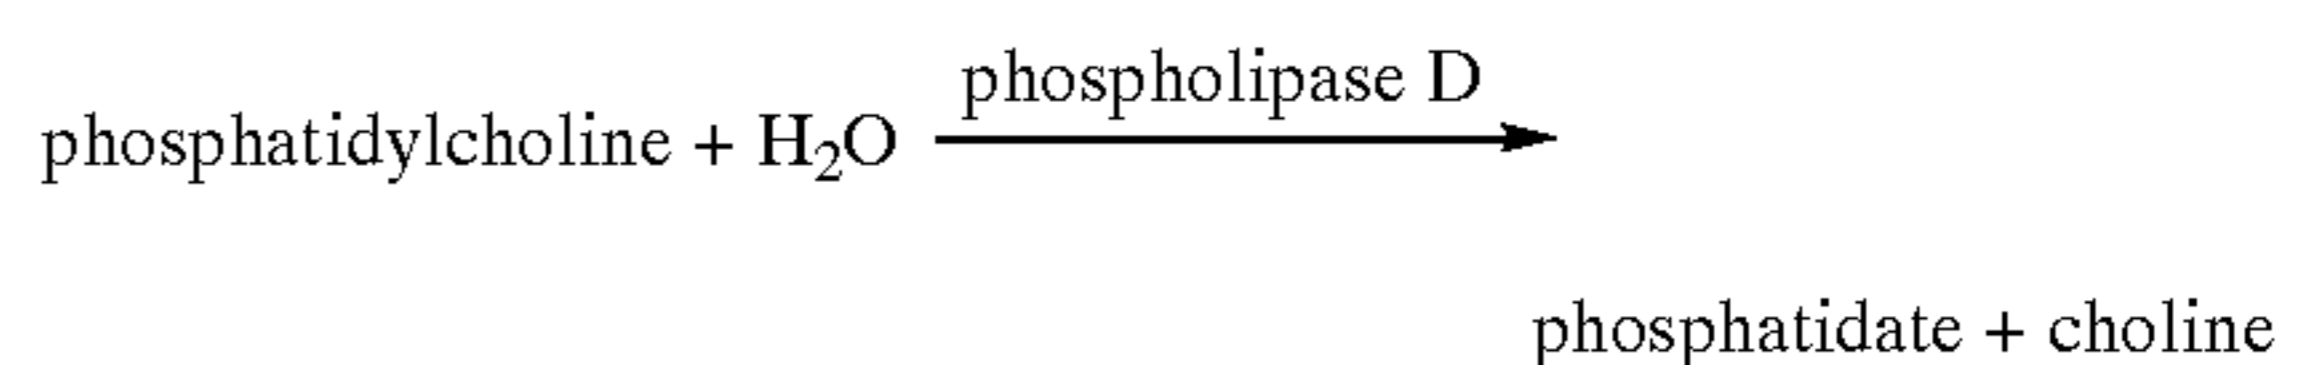 phospholipase D
phosphatidylcholine + H₂O
phosphatidate + choline